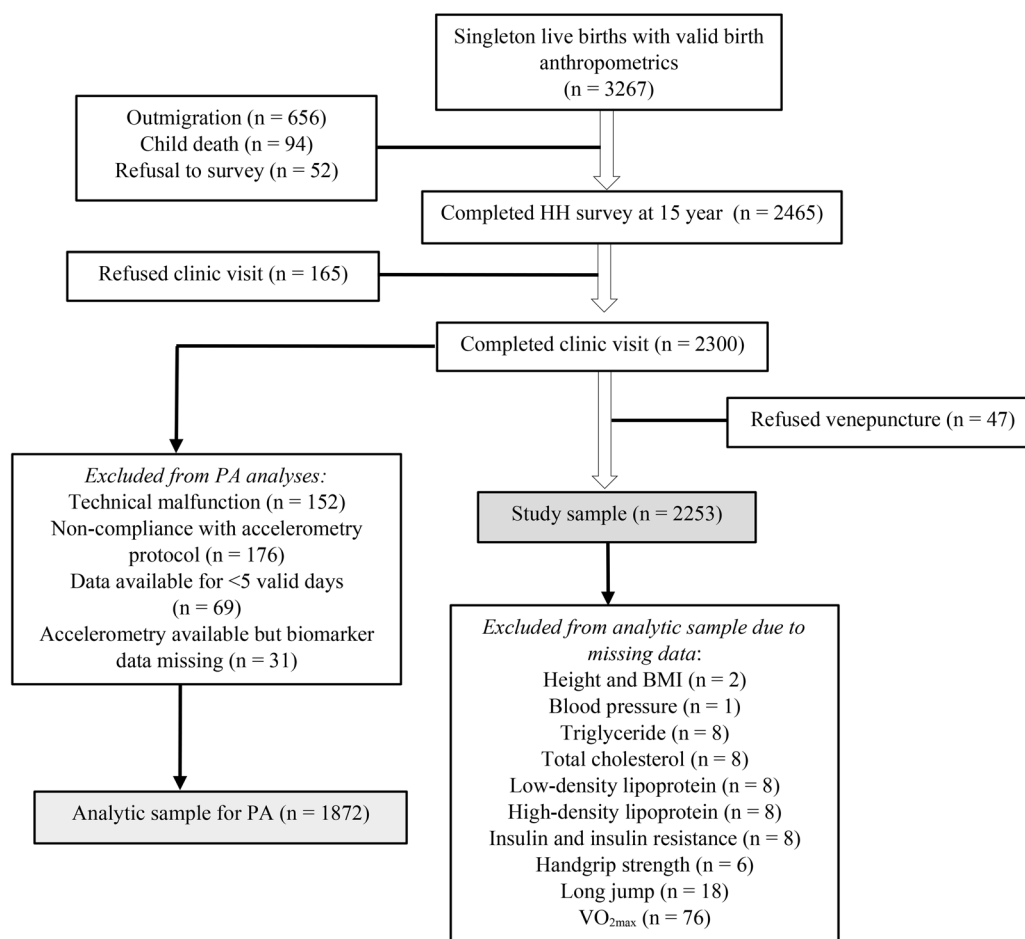 Singleton live births with valid birth
anthropometrics
(n = 3267)
Outmigration (n = 656)
Child death (n = 94)
Refusal to survey (n = 52)
Completed HH survey at 15 year (n = 2465)
Refused clinic visit (n = 165)
Completed clinic visit (n = 2300)
Refused venepuncture (n = 47)
Excluded from PA analyses:
Technical malfunction (n = 152)
Non-compliance with accelerometry
protocol (n = 176)
Data available for <5 valid days
(n = 69)
Accelerometry available but biomarker
data missing (n = 31)
Study sample (n = 2253)
Excluded from analytic sample due to
missing data:
Height and BMI (n = 2)
Blood pressure (n = 1)
Triglyceride (n = 8)
Total cholesterol (n = 8)
Low-density lipoprotein (n = 8)
High-density lipoprotein (n = 8)
Insulin and insulin resistance (n = 8)
Handgrip strength (n = 6)
Long jump (n = 18)
VO2max (n = 76)
Analytic sample for PA (n = 1872)